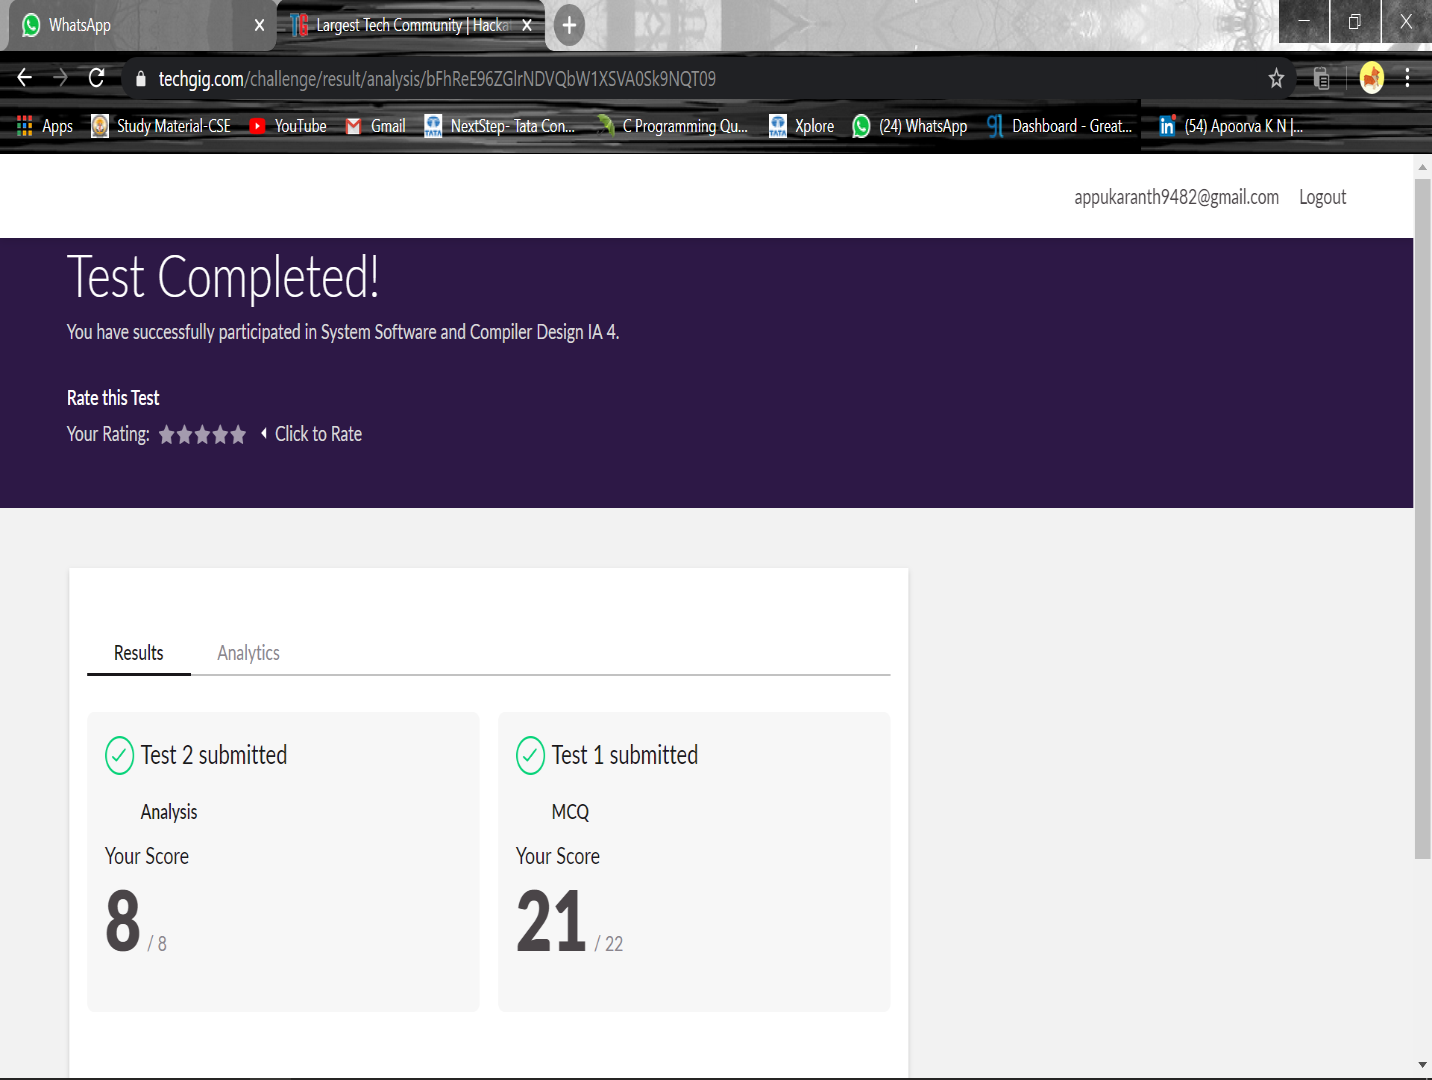 WhatsApp
Largest Tech Community | Hacka
techgig.com/challenge/result/analysis/bFhReE96ZGlrNDVQbW1XSVA0Sk9NQT09
Apps Study Material-CSE YouTube Gmail NextStep- Tata Con... C Programming Qu... Xplore (24) WhatsApp Dashboard - Great... (54) Apoorva K N |...
appukaranth9482@gmail.com Logout
Test Completed!
You have successfully participated in System Software and Compiler Design IA 4.
Rate this Test
Your Rating: Click to Rate
Results Analytics
Test 2 submitted
Analysis
Your Score
8 / 8
Test 1 submitted
MCQ
Your Score
21 / 22